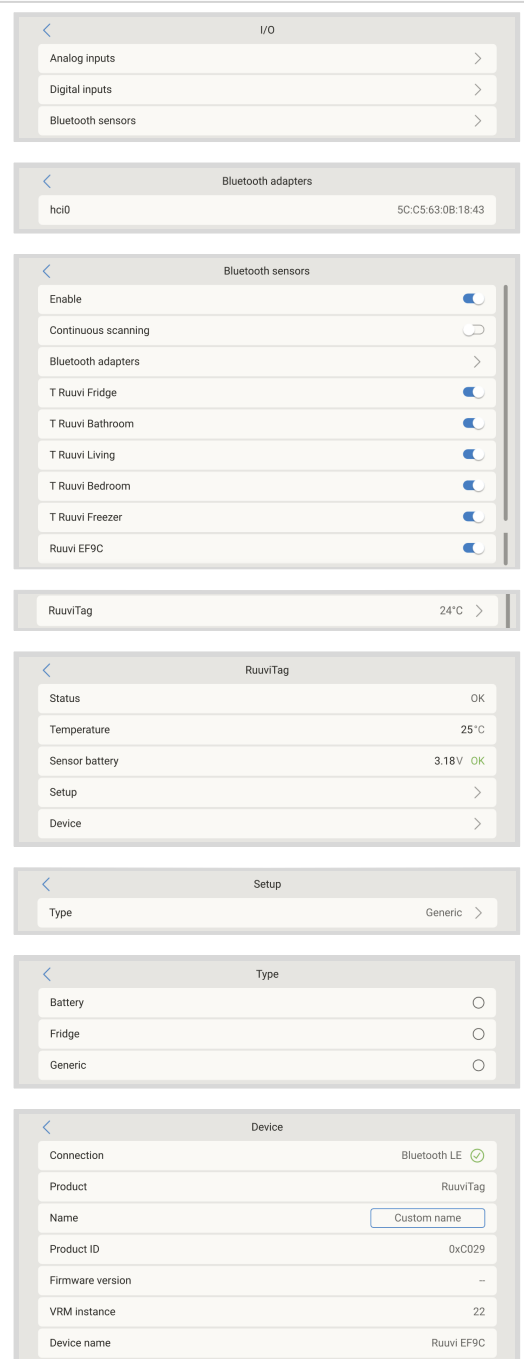 I/O
Analog inputs
Digital inputs
Bluetooth sensors
Bluetooth adapters
hci0 5C:C5:63:0B:18:43
Bluetooth sensors
Enable
Continuous scanning
Bluetooth adapters
T Ruuvi Fridge
T Ruuvi Bathroom
T Ruuvi Living
T Ruuvi Bedroom
T Ruuvi Freezer
Ruuvi EF9C
RuuviTag 24°C
RuuviTag
Status OK
Temperature 25°C
Sensor battery 3.18V OK
Setup
Device
Setup
Type Generic
Type
Battery
Fridge
Generic
Device
Connection Bluetooth LE
Product RuuviTag
Name Custom name
Product ID 0xC029
Firmware version --
VRM instance 22
Device name Ruuvi EF9C